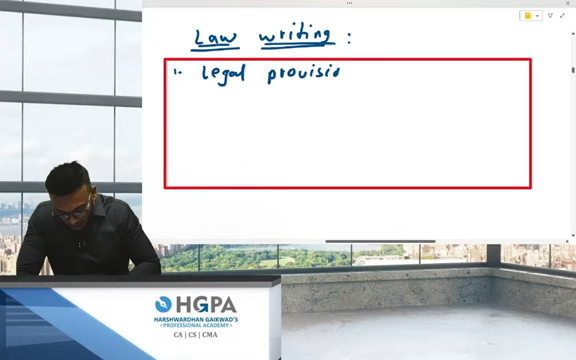 Law writing :
1. Legal provisio
HGPA
HARSHWARDHAN GAIKWAD'S
PROFESSIONAL ACADEMY
CA | CS | CMA